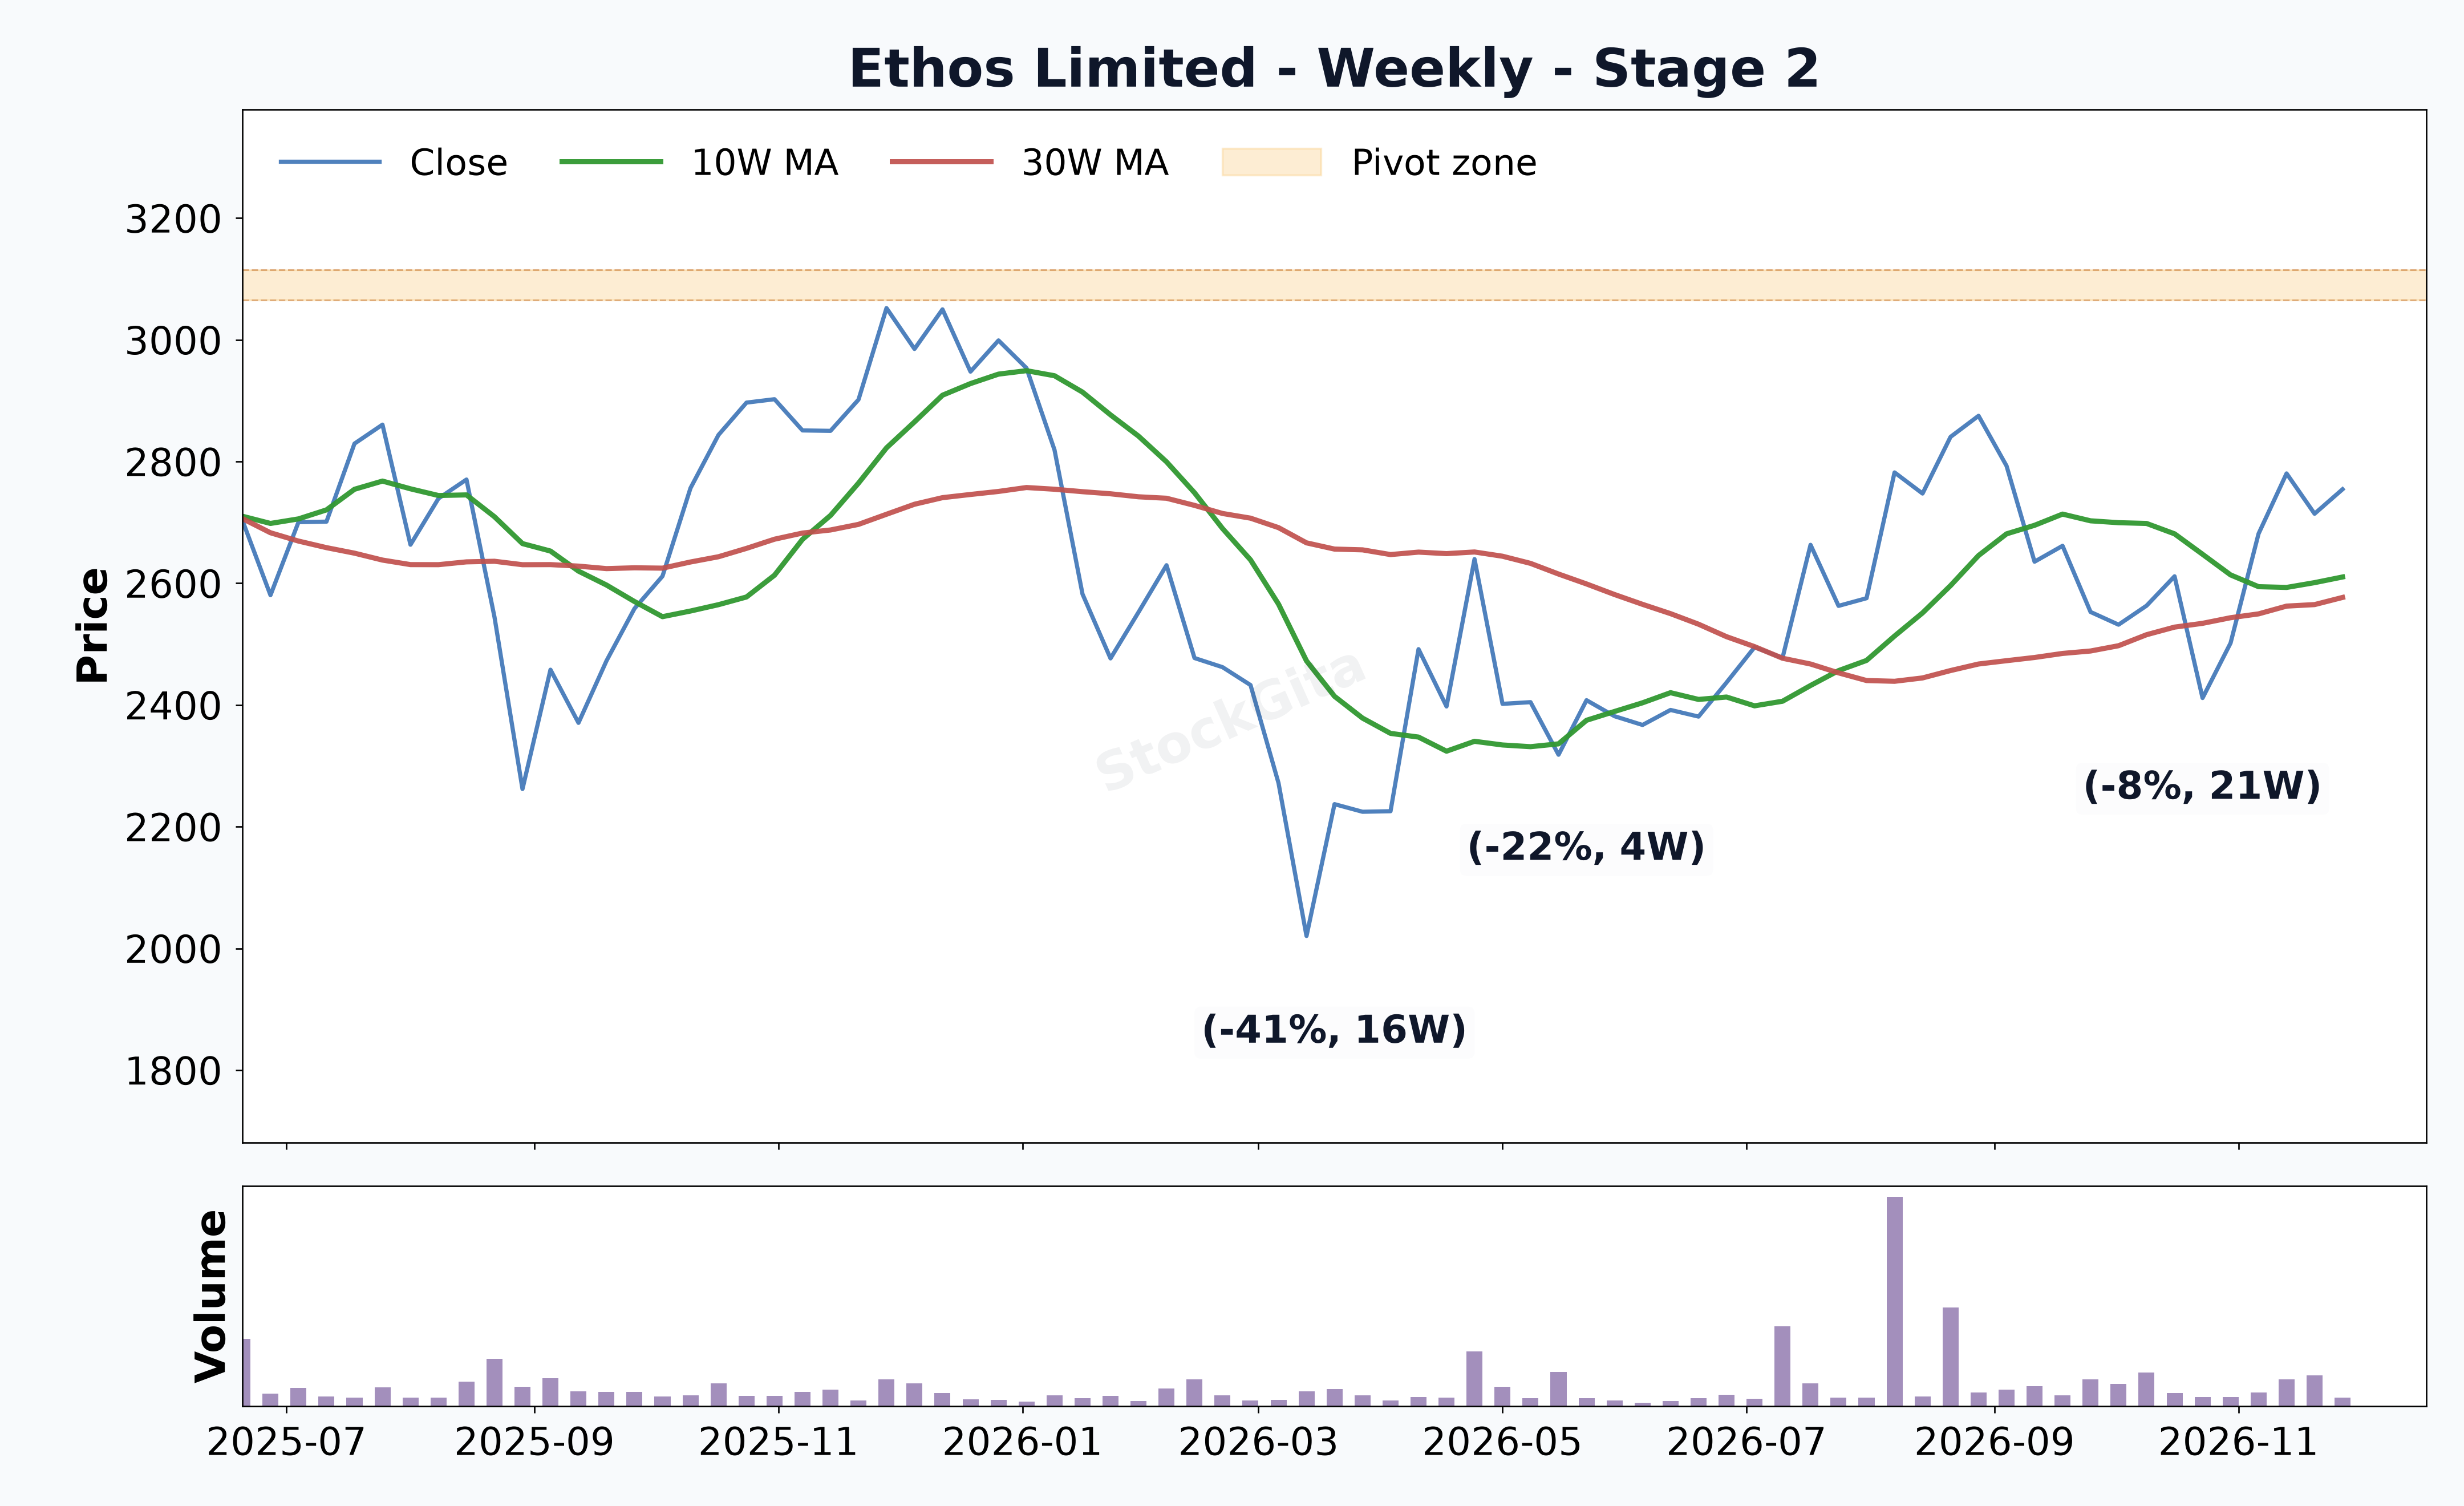 Ethos Limited - Weekly - Stage 2
Close 10W MA 30W MA Pivot zone
Price
3200
3000
2800
2600
2400
2200
2000
1800
StockGita
(-8%, 21W)
(-22%, 4W)
(-41%, 16W)
Volume
2025-07 2025-09 2025-11 2026-01 2026-03 2026-05 2026-07 2026-09 2026-11